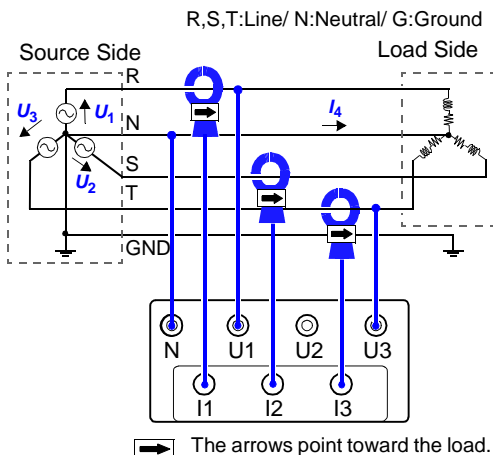 R,S,T:Line/ N:Neutral/ G:Ground
Source Side
Load Side
R
U3
U1
N
I4
S
U2
T
GND
N
U1
U2
U3
I1
I2
I3
The arrows point toward the load.